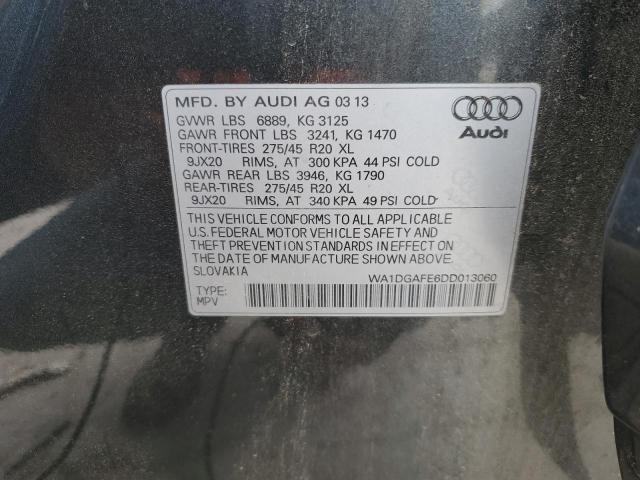 MFD. BY AUDI AG 03 13
GVWR LBS 6889, KG 3125
GAWR FRONT LBS 3241, KG 1470
FRONT-TIRES 275/45 R20 XL
9JX20 RIMS, AT 300 KPA 44 PSI COLD
GAWR REAR LBS 3946, KG 1790
REAR-TIRES 275/45 R20 XL
9JX20 RIMS, AT 340 KPA 49 PSI COLD
Audi
THIS VEHICLE CONFORMS TO ALL APPLICABLE
U.S. FEDERAL MOTOR VEHICLE SAFETY AND
THEFT PREVENTION STANDARDS IN EFFECT ON
THE DATE OF MANUFACTURE SHOWN ABOVE.
SLOVAKIA
WA1DGAFE6DD013060
TYPE:
MPV